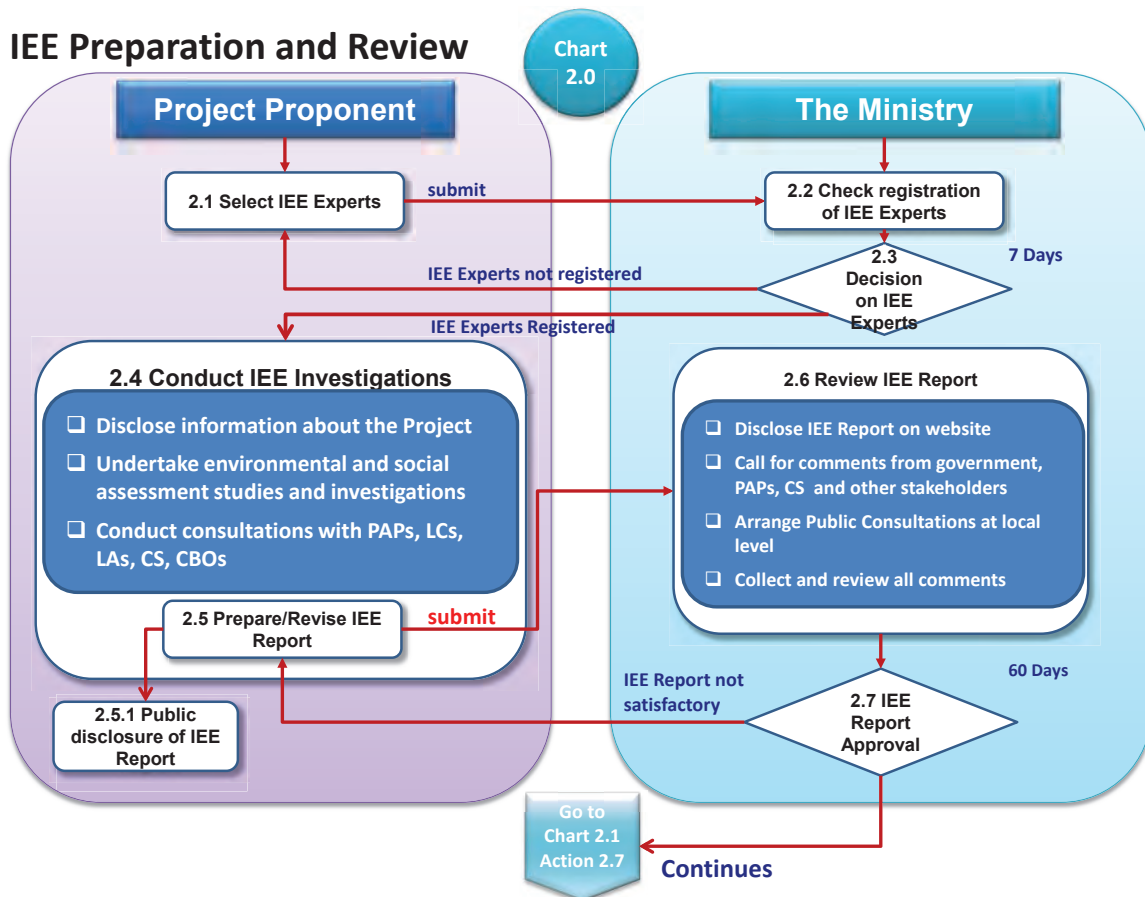 IEE Preparation and Review
Chart
2.0
Project Proponent
The Ministry
2.1 Select IEE Experts
submit
2.2 Check registration
of IEE Experts
2.3
Decision
on IEE
Experts
7 Days
IEE Experts not registered
IEE Experts Registered
2.4 Conduct IEE Investigations
❑ Disclose information about the Project
❑ Undertake environmental and social
assessment studies and investigations
❑ Conduct consultations with PAPs, LCs,
LAs, CS, CBOs
2.5 Prepare/Revise IEE
Report
submit
2.5.1 Public
disclosure of IEE
Report
2.6 Review IEE Report
❑ Disclose IEE Report on website
❑ Call for comments from government,
PAPs, CS and other stakeholders
❑ Arrange Public Consultations at local
level
❑ Collect and review all comments
60 Days
IEE Report not
satisfactory
2.7 IEE
Report
Approval
Go to
Chart 2.1
Action 2.7
Continues